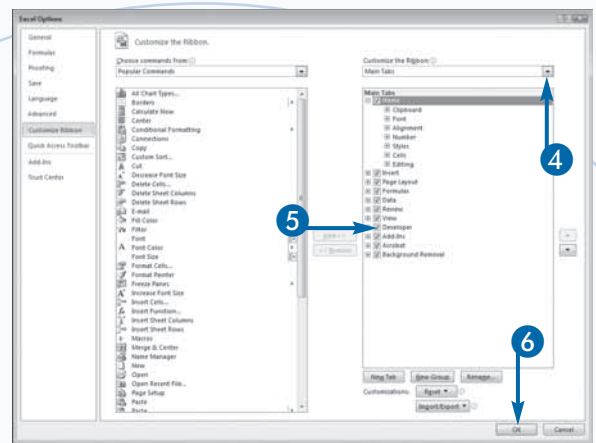 Excel Options
General
Formulas
Proofing
Save
Language
Advanced
Customize Ribbon
Quick Access Toolbar
Add-Ins
Trust Center
Customize the Ribbon.
Choose commands from:
Popular Commands
All Chart Types...
Borders
Calculate Now
Center
Conditional Formatting
Connections
Copy
Custom Sort...
Cut
Decrease Font Size
Delete Cells...
Delete Sheet Columns
Delete Sheet Rows
E-mail
Fill Color
Filter
Font
Font Color
Font Size
Format Cells...
Format Painter
Freeze Panes
Increase Font Size
Insert Cells...
Insert Function...
Insert Sheet Columns
Insert Sheet Rows
Macros
Merge & Center
Name Manager
New
Open
Open Recent File...
Page Setup
Paste
Paste
Add >>
<< Remove
Customize the Ribbon:
Main Tabs
Main Tabs
Home
Clipboard
Font
Alignment
Number
Styles
Cells
Editing
Insert
Page Layout
Formulas
Data
Review
View
Developer
Add-Ins
Acrobat
Background Removal
New Tab
New Group
Rename...
Customizations:
Reset
Import/Export
OK
Cancel
4
5
6